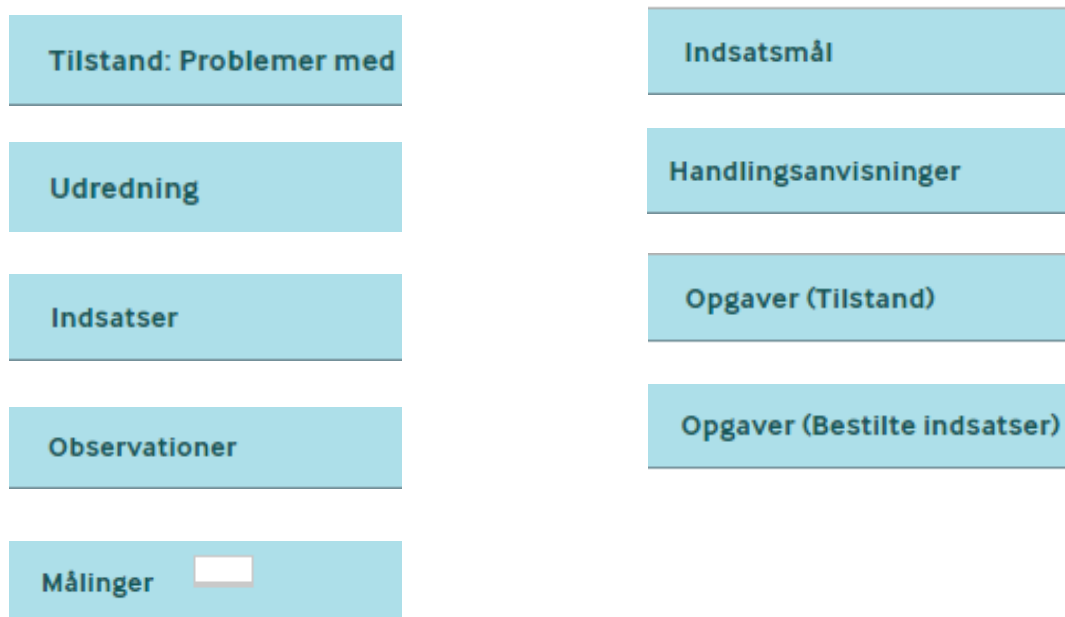 Tilstand: Problemer med
Udredning
Indsatser
Observationer
Målinger
Indsatsmål
Handlingsanvisninger
Opgaver (Tilstand)
Opgaver (Bestilte indsatser)